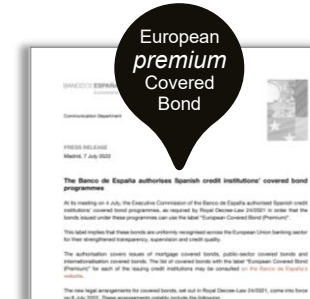 European
premium
Covered
Bond
BANCO DE ESPAÑA
Eurosistema
Communication Department
PRESS RELEASE
Madrid, 7 July 2022
The Banco de España authorises Spanish credit institutions' covered bond
programmes
At its meeting on 4 July, the Executive Commission of the Banco de España authorised Spanish credit
institutions' covered bond programmes, as required by Royal Decree-Law 24/2021 in order that the
bonds issued under these programmes can use the label "European Covered Bond (Premium)".
This label implies that these bonds are uniformly recognised across the European Union banking sector
for their strengthened transparency, supervision and credit quality.
The authorisation covers issues of mortgage covered bonds, public-sector covered bonds and
internationalisation covered bonds. The list of covered bonds with the label "European Covered Bond
(Premium)" for each of the issuing credit institutions may be consulted on the Banco de España's
website.
The new legal arrangements for covered bonds, set out in Royal Decree-Law 24/2021, come into force
on 8 July 2022. These arrangements notably include the following